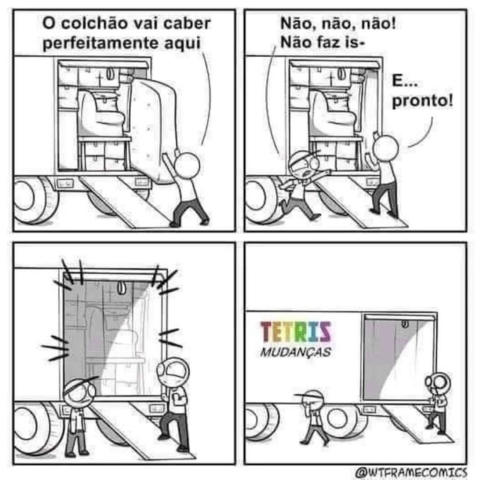 O colchão vai caber
perfeitamente aqui
Não, não, não!
Não faz is-
E...
pronto!
TETRIS
MUDANÇAS
@WTFRAMECOMICS